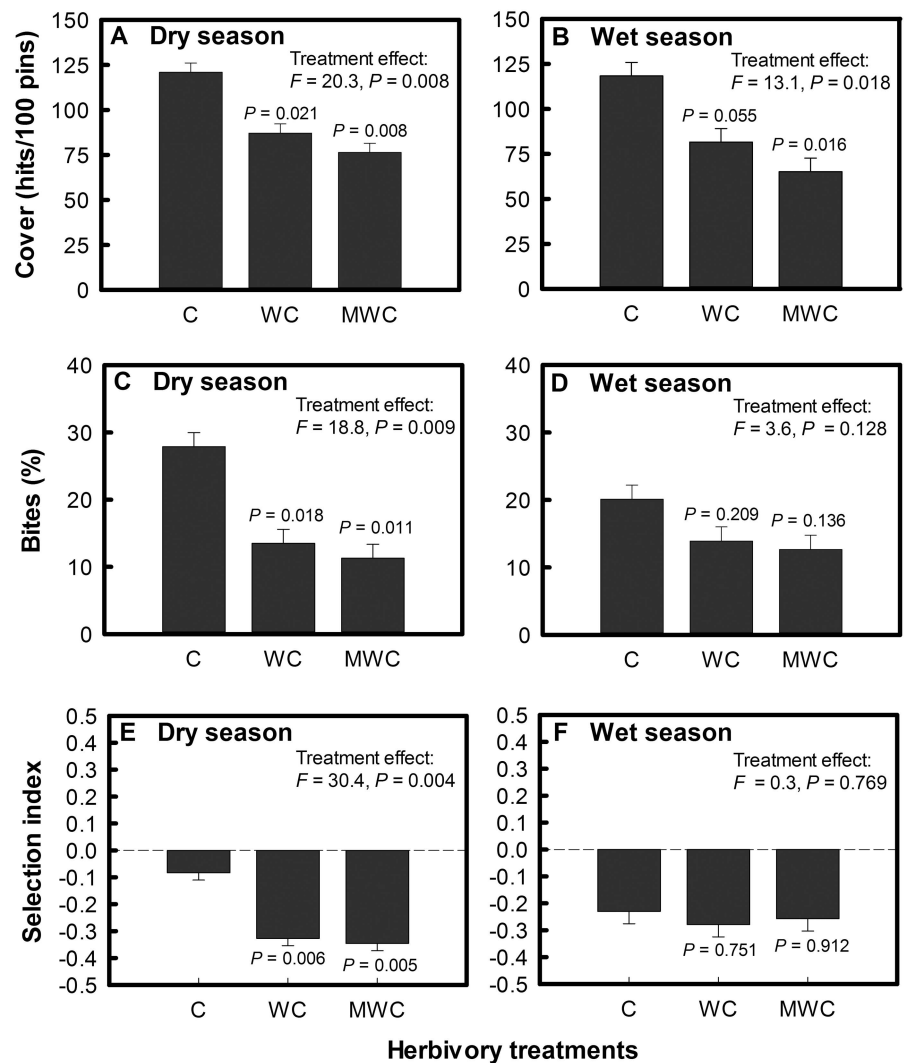 A Dry season
Treatment effect:
F = 20.3, P = 0.008
P = 0.021
P = 0.008
150
125
100
75
50
25
0
Cover (hits/100 pins)
C WC MWC
B Wet season
Treatment effect:
F = 13.1, P = 0.018
P = 0.055
P = 0.016
150
125
100
75
50
25
0
C WC MWC
C Dry season
Treatment effect:
F = 18.8, P = 0.009
P = 0.018
P = 0.011
40
30
20
10
0
Bites (%)
C WC MWC
D Wet season
Treatment effect:
F = 3.6, P = 0.128
P = 0.209
P = 0.136
40
30
20
10
0
C WC MWC
E Dry season
Treatment effect:
F = 30.4, P = 0.004
0.5
0.4
0.3
0.2
0.1
0.0
-0.1
-0.2
-0.3
-0.4
-0.5
Selection index
P = 0.006
P = 0.005
C WC MWC
F Wet season
Treatment effect:
F = 0.3, P = 0.769
0.5
0.4
0.3
0.2
0.1
0.0
-0.1
-0.2
-0.3
-0.4
-0.5
P = 0.751
P = 0.912
C WC MWC
Herbivory treatments